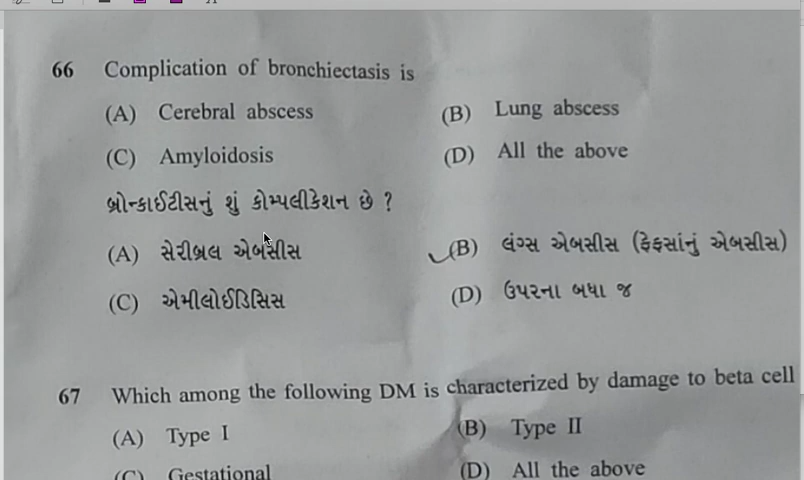 66 Complication of bronchiectasis is
(A) Cerebral abscess (B) Lung abscess
(C) Amyloidosis (D) All the above
બ્રોન્કાઈટીસનું શું કોમ્પલીકેશન છે ?
(A) સેરીબ્રલ એબસીસ (B) લંગ્સ એબસીસ (ફેફસાંનું એબસીસ)
(C) એમીલોઈડિસિસ (D) ઉપરના બધા જ
67 Which among the following DM is characterized by damage to beta cell
(A) Type I (B) Type II
(C) Gestational (D) All the above